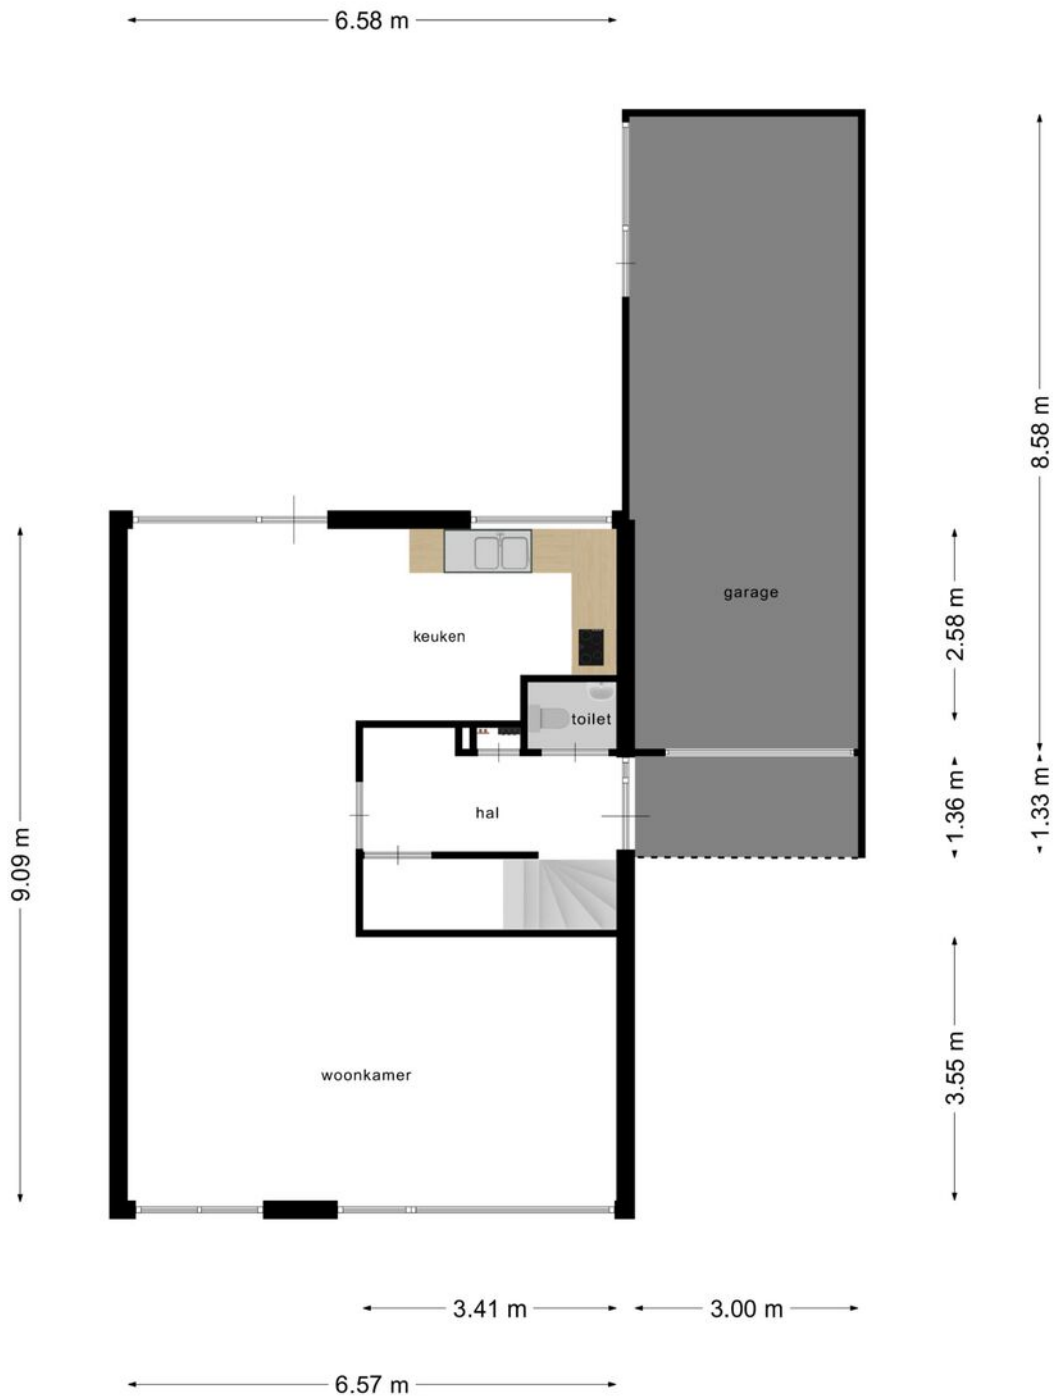 6.58 m
8.58 m
garage
2.58 m
keuken
toilet
1.36 m
1.33 m
hal
9.09 m
3.55 m
woonkamer
3.41 m
3.00 m
6.57 m